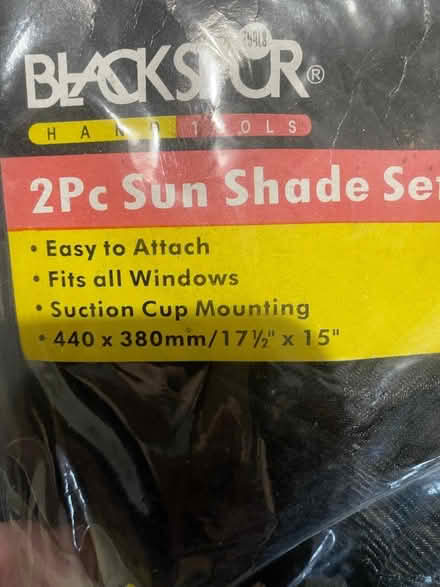 BLACKSPUR®
HAND TOOLS
2Pc Sun Shade Set
• Easy to Attach
• Fits all Windows
• Suction Cup Mounting
• 440 x 380mm/17½" x 15"